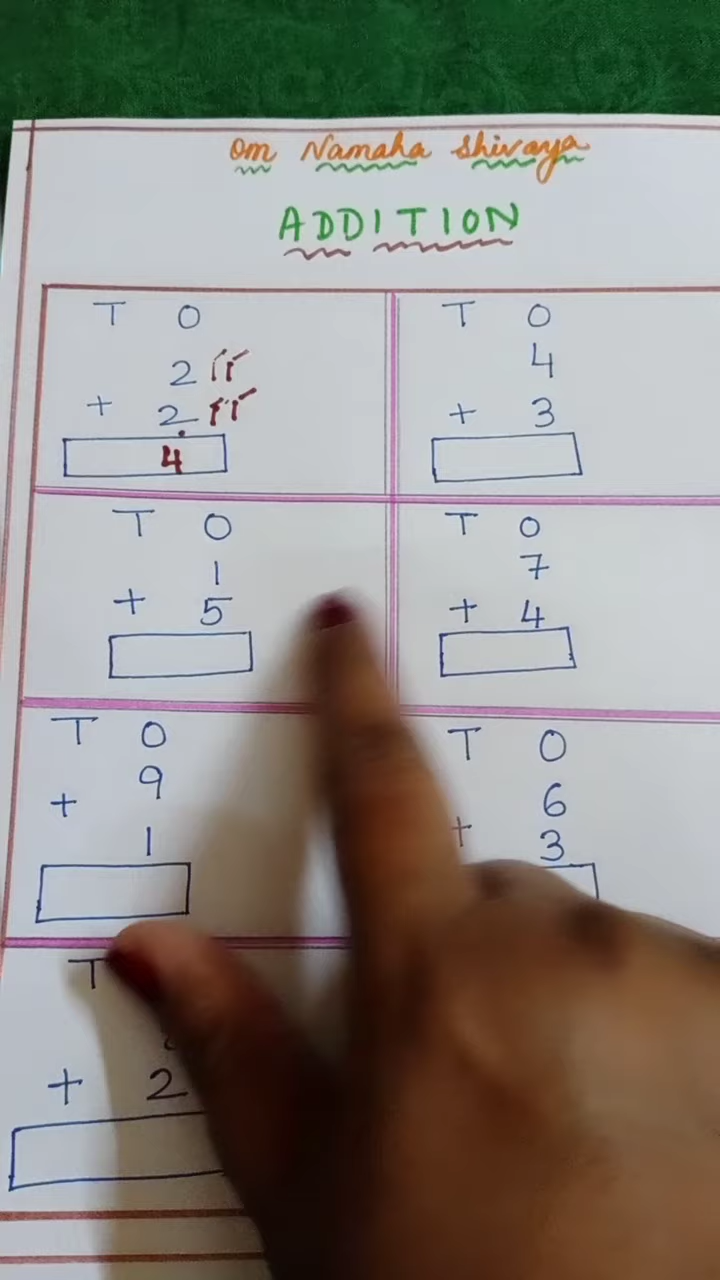 Om Namaha Shivaya
ADDITION
T O
2
+ 2
4
T O
4
+ 3
T O
1
+ 5
T O
7
+ 4
T O
9
+
1
T O
6
+
3
T
+ 2